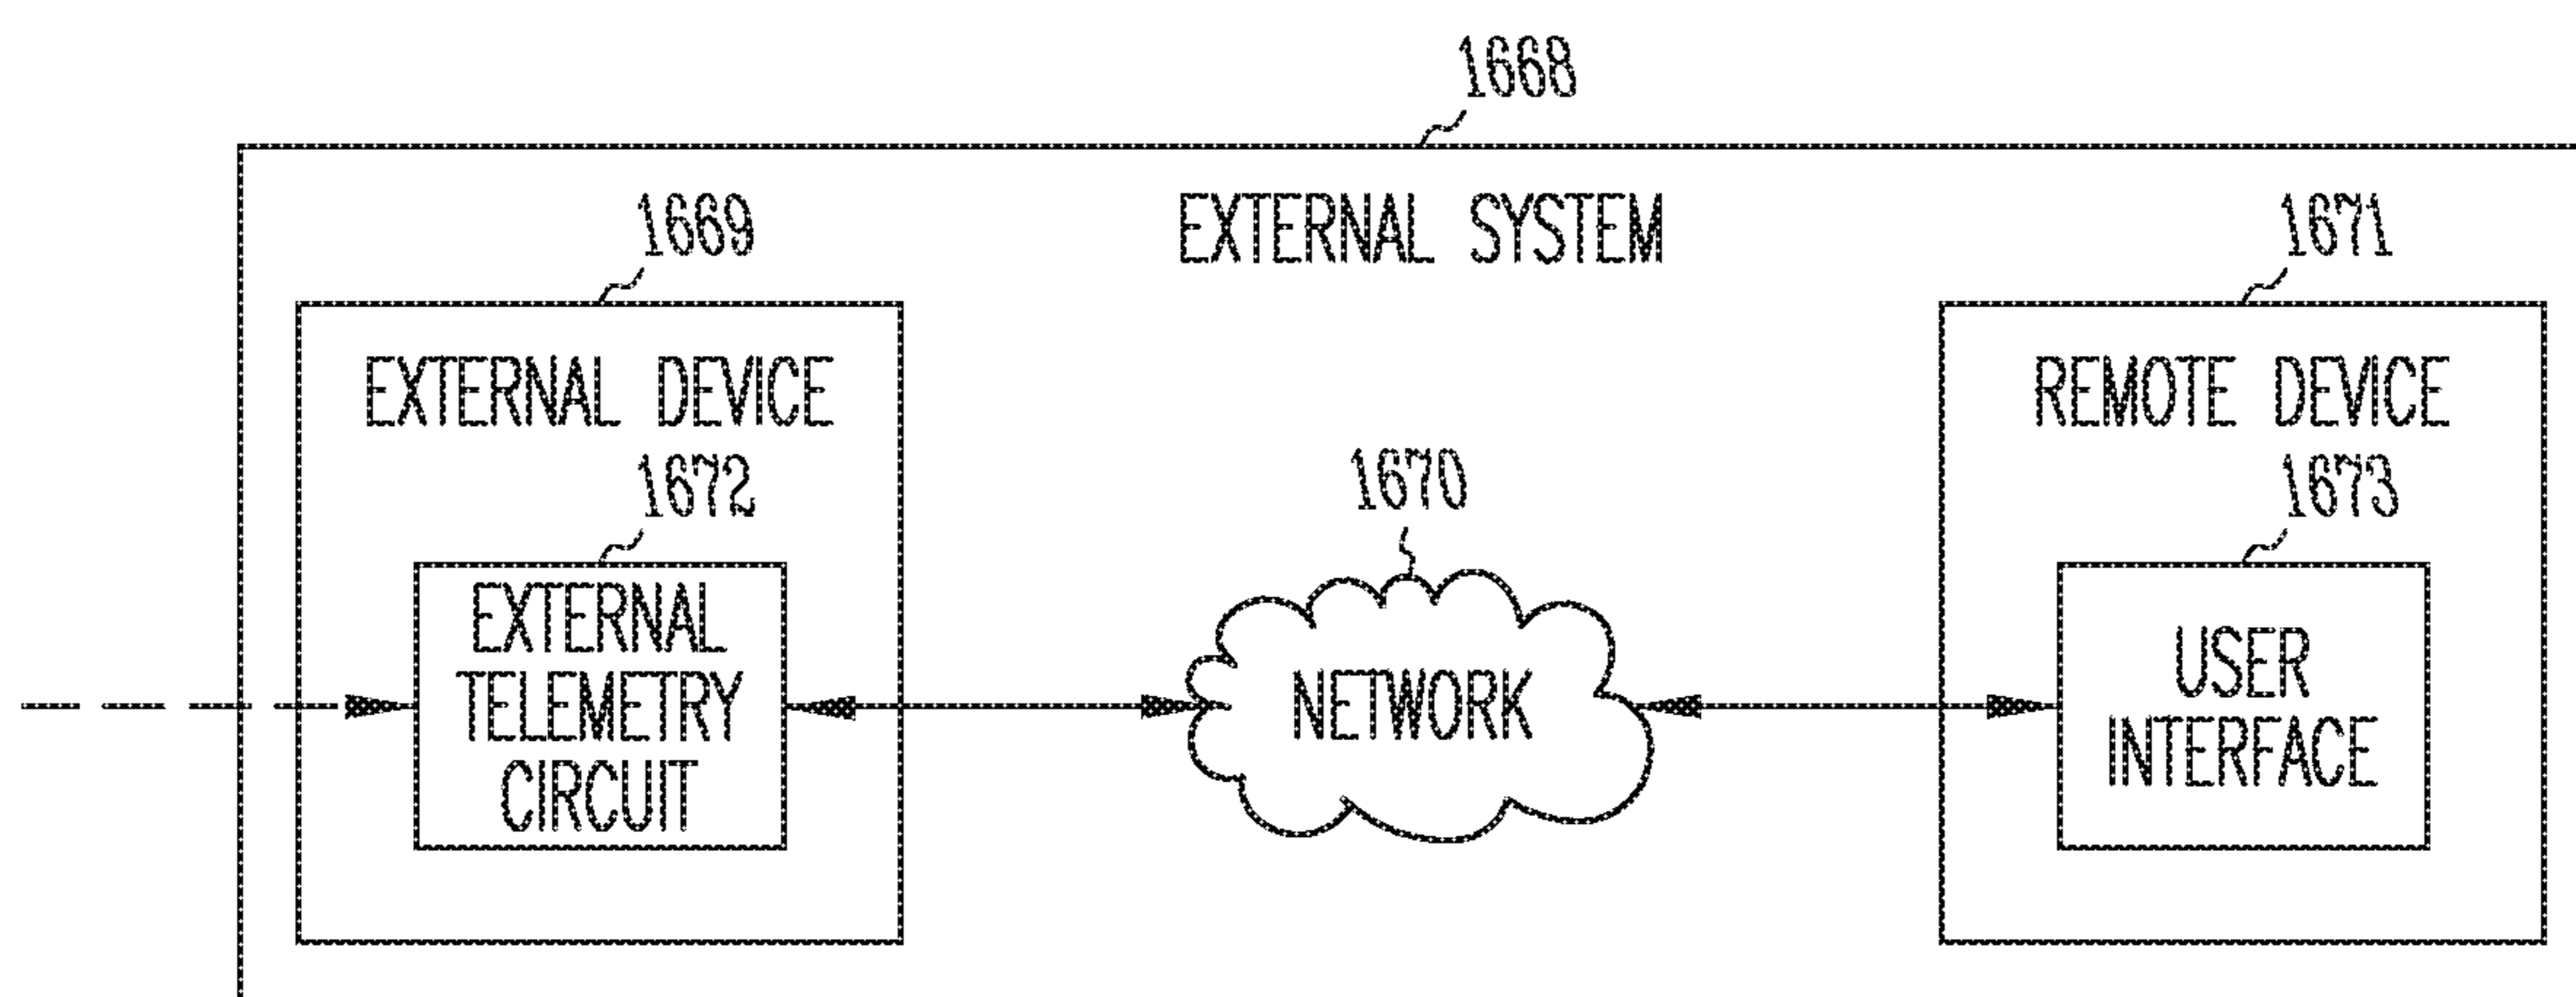 1668
EXTERNAL SYSTEM
1669
EXTERNAL DEVICE
1672
EXTERNAL
TELEMETRY
CIRCUIT
1670
NETWORK
1671
REMOTE DEVICE
1673
USER
INTERFACE